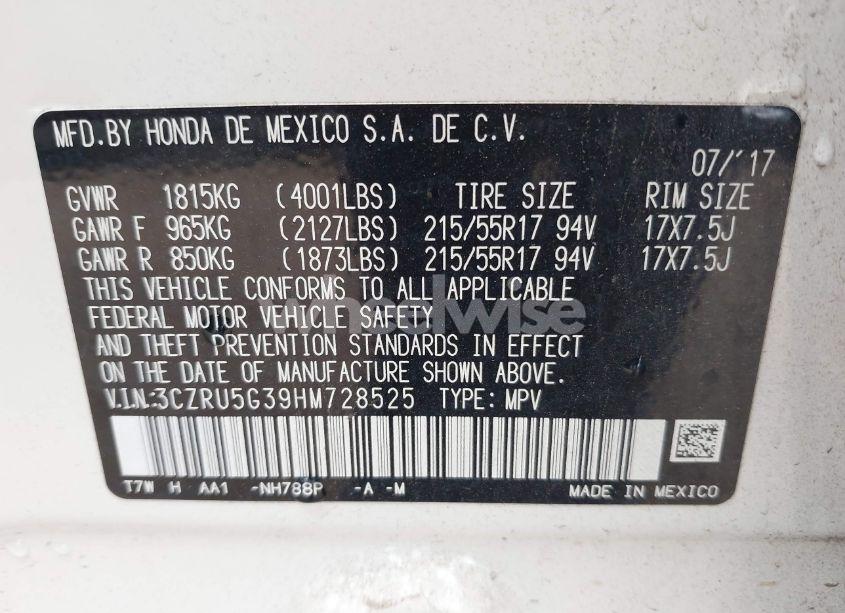 MFD.BY HONDA DE MEXICO S.A. DE C.V.
07/'17
GVWR 1815KG (4001LBS) TIRE SIZE RIM SIZE
GAWR F 965KG (2127LBS) 215/55R17 94V 17X7.5J
GAWR R 850KG (1873LBS) 215/55R17 94V 17X7.5J
THIS VEHICLE CONFORMS TO ALL APPLICABLE
FEDERAL MOTOR VEHICLE SAFETY
AND THEFT PREVENTION STANDARDS IN EFFECT
ON THE DATE OF MANUFACTURE SHOWN ABOVE.
V.I.N:3CZRU5G39HM728525 TYPE: MPV
T7W H AA1 -NH788P -A -M MADE IN MEXICO